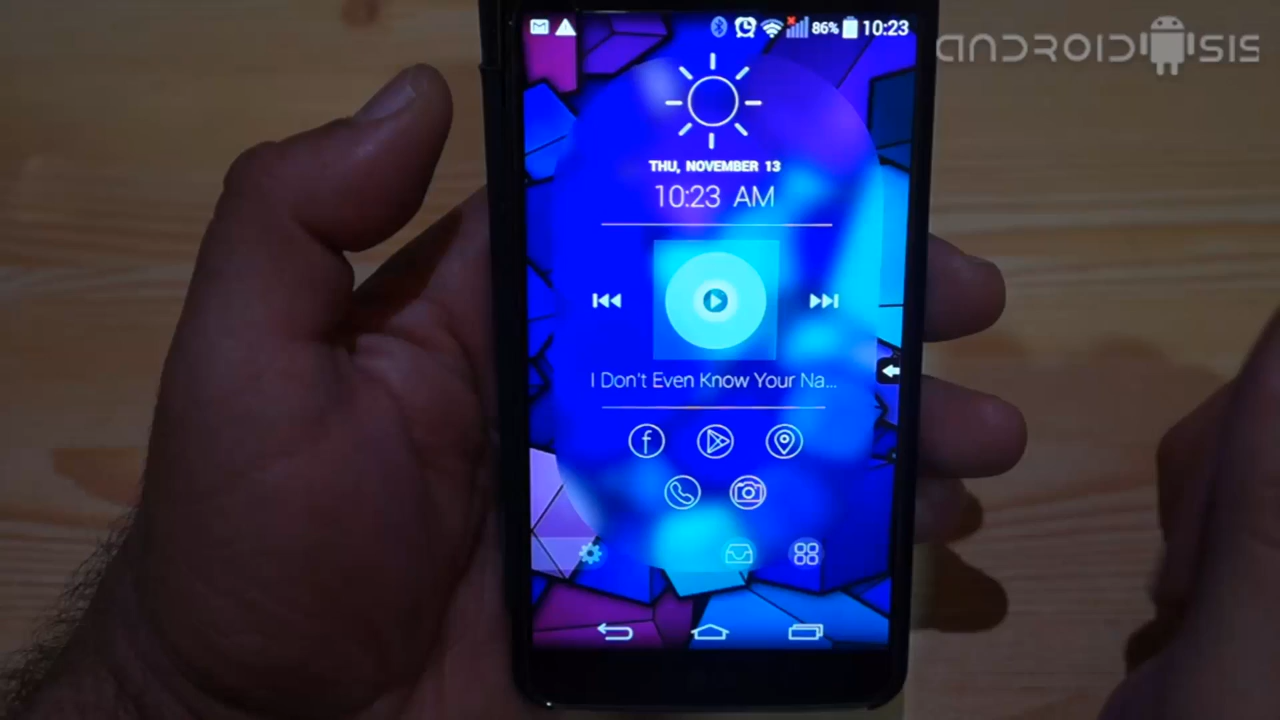 86% 10:23
ANDROIDSIS
THU, NOVEMBER 13
10:23 AM
I Don't Even Know Your Na...
f